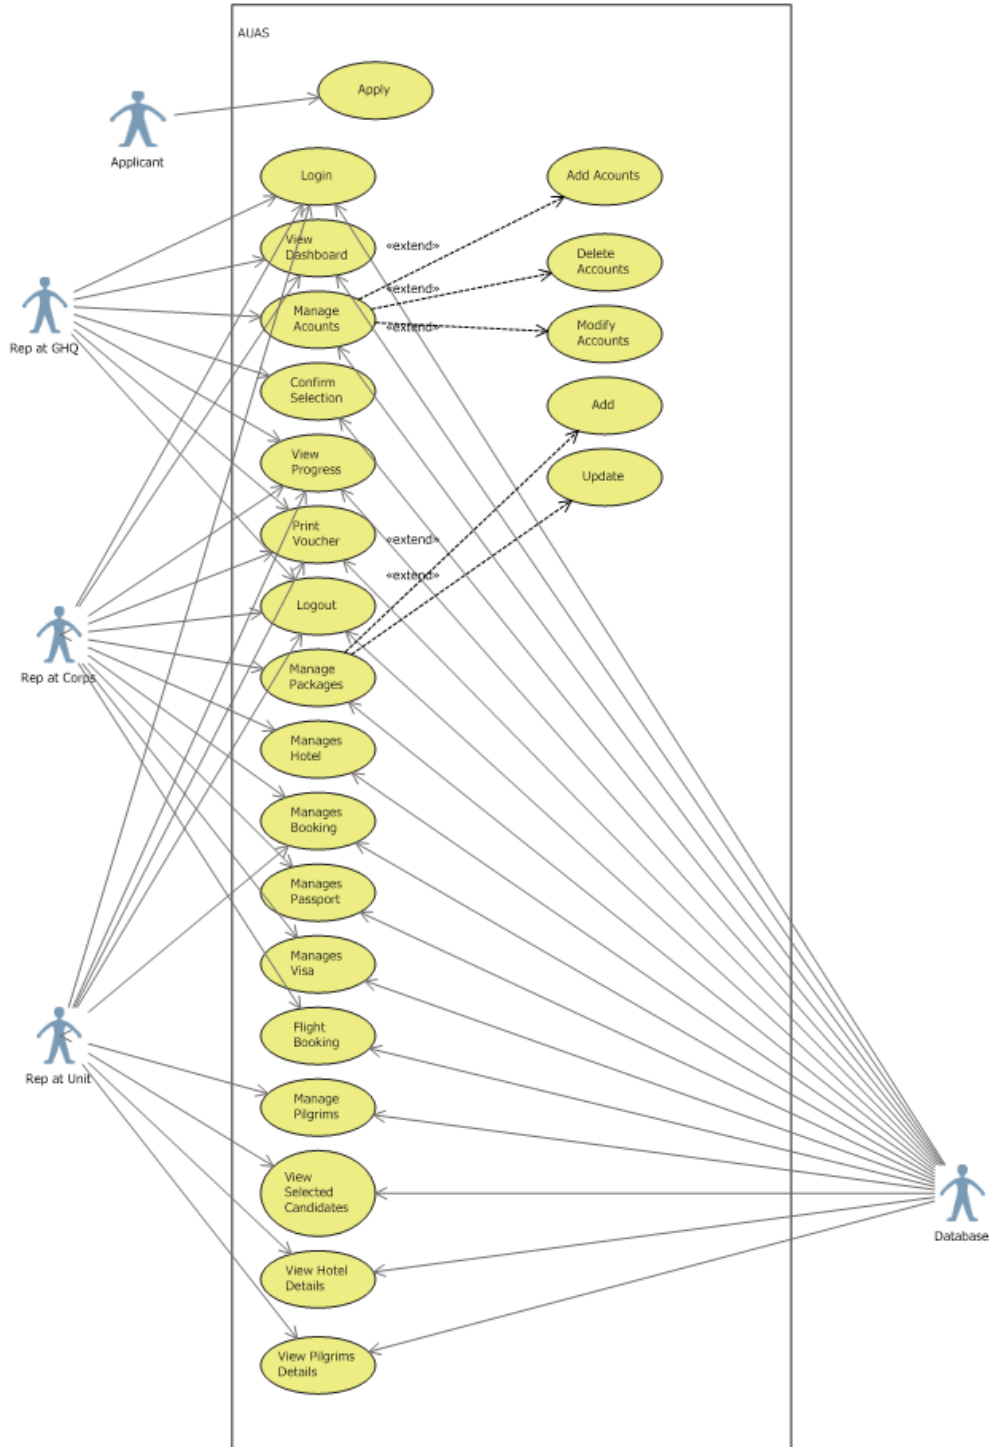 AUAS
Apply
Applicant
Login
Add Acounts
View
Dashboard
«extend»
Delete
Accounts
«extend»
Manage
Acounts
«extend»
Modify
Accounts
Rep at GHQ
Confirm
Selection
Add
View
Progress
Update
Print
Voucher
«extend»
«extend»
Logout
Rep at Corps
Manage
Packages
Manages
Hotel
Manages
Booking
Manages
Passport
Manages
Visa
Flight
Booking
Rep at Unit
Manage
Pilgrims
View
Selected
Candidates
Database
View Hotel
Details
View Pilgrims
Details